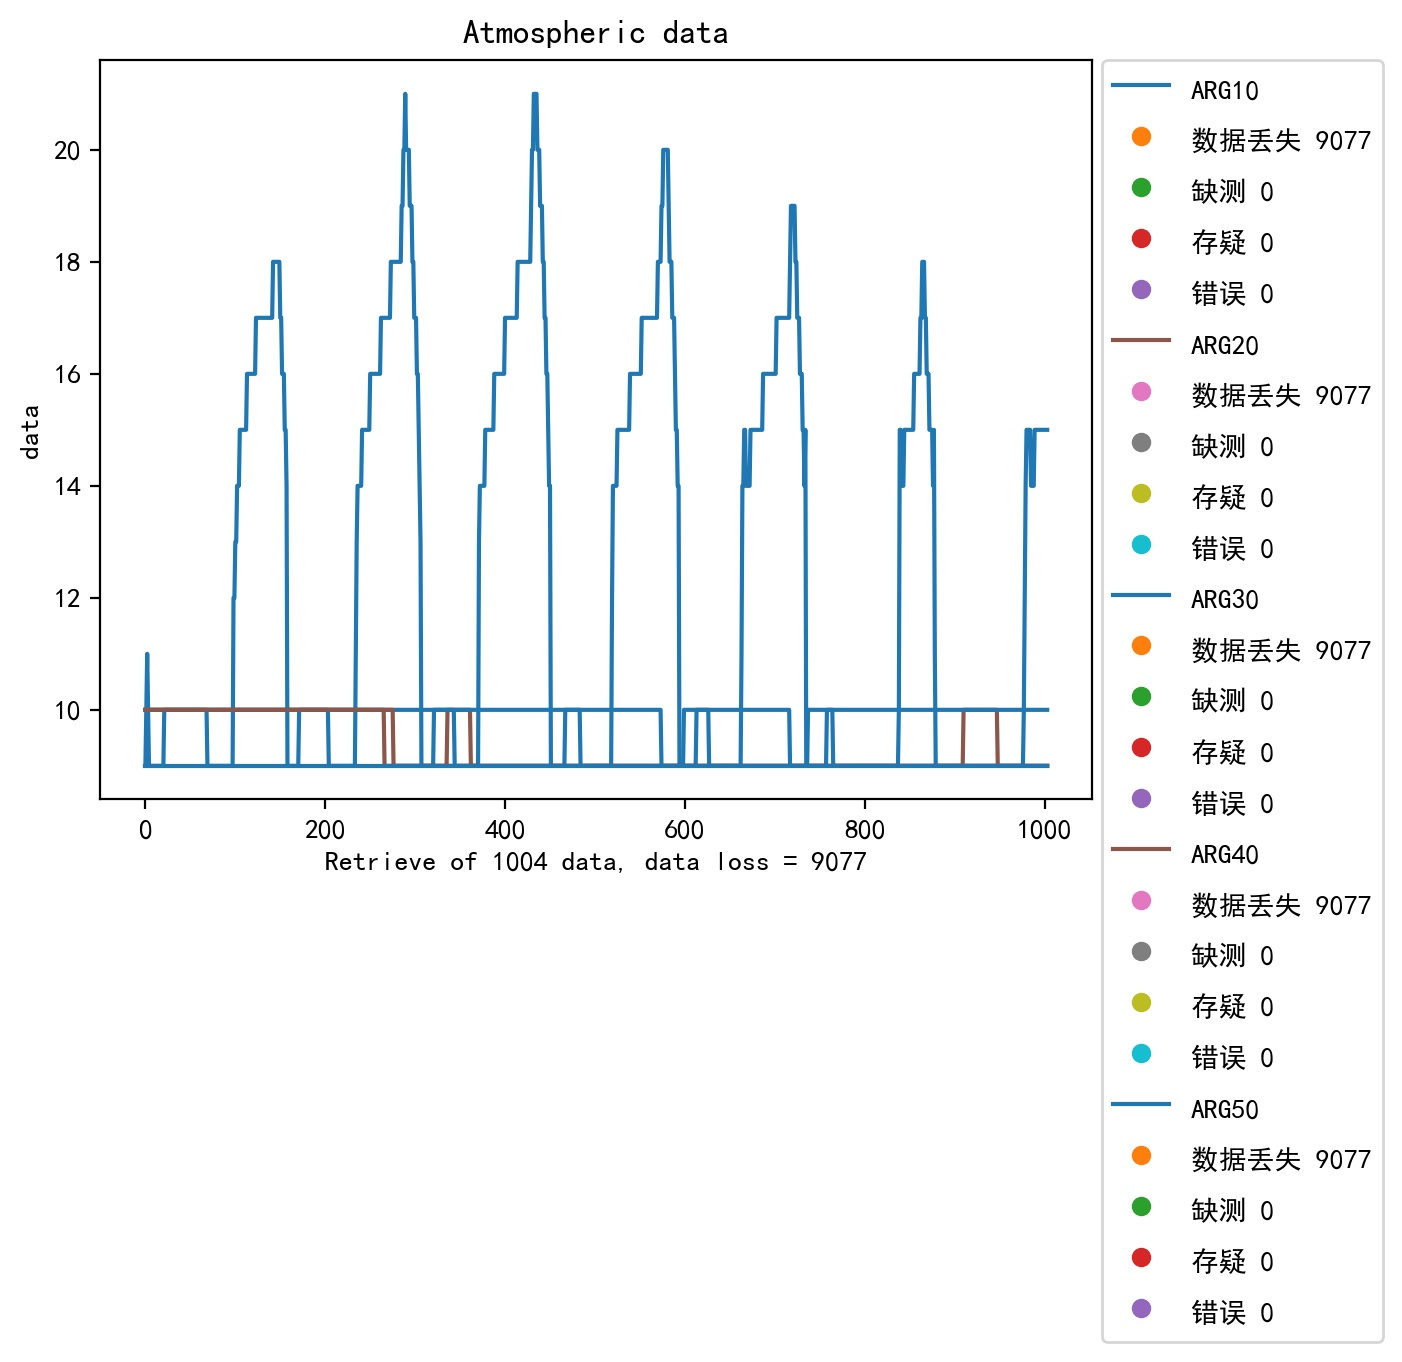 Atmospheric data
data
20
18
16
14
12
10
0 200 400 600 800 1000
Retrieve of 1004 data, data loss = 9077
ARG10
数据丢失 9077
缺测 0
存疑 0
错误 0
ARG20
数据丢失 9077
缺测 0
存疑 0
错误 0
ARG30
数据丢失 9077
缺测 0
存疑 0
错误 0
ARG40
数据丢失 9077
缺测 0
存疑 0
错误 0
ARG50
数据丢失 9077
缺测 0
存疑 0
错误 0